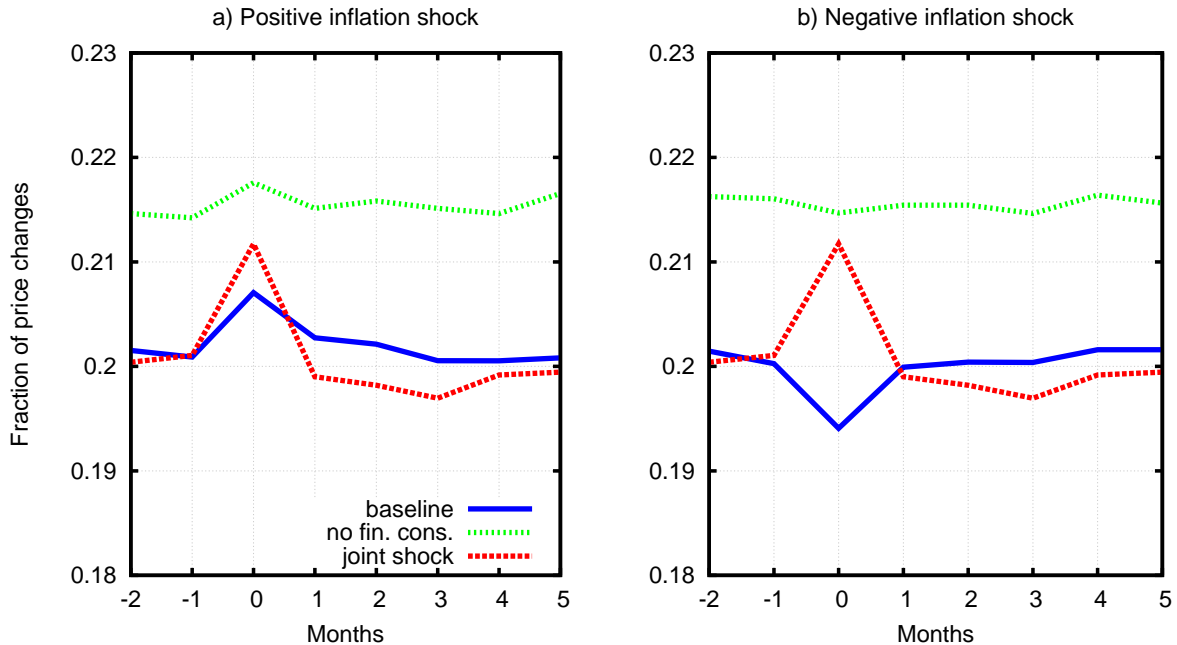 a) Positive inflation shock
b) Negative inflation shock
Fraction of price changes
0.23
0.22
0.21
0.2
0.19
0.18
baseline
no fin. cons.
joint shock
-2 -1 0 1 2 3 4 5
Months
0.23
0.22
0.21
0.2
0.19
0.18
-2 -1 0 1 2 3 4 5
Months